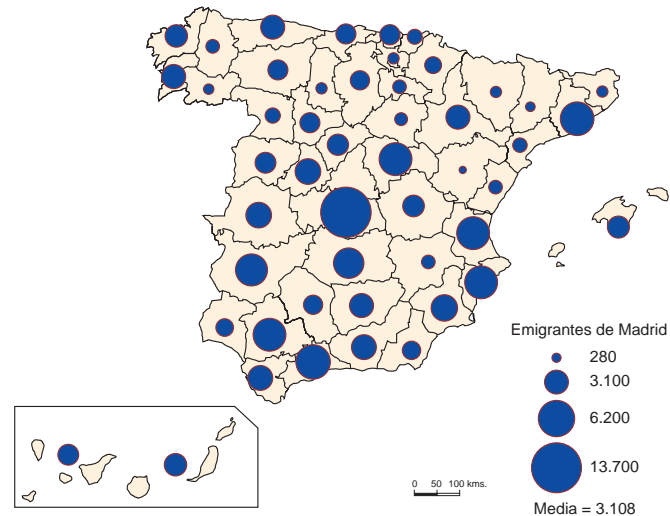 Emigrantes de Madrid
280
3.100
6.200
13.700
0 50 100 kms.
Media = 3.108